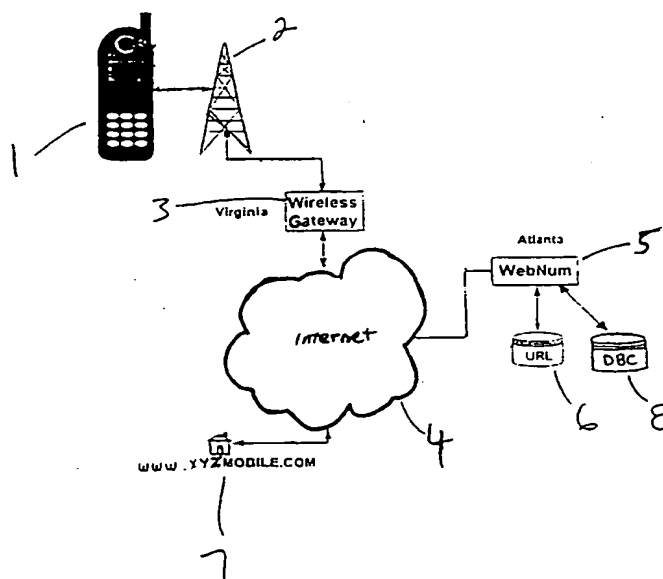 2
1
3
Virginia
Wireless
Gateway
Atlanta
5
WebNum
Internet
URL
DBC
6
8
4
WWW.XYZMOBILE.COM
7